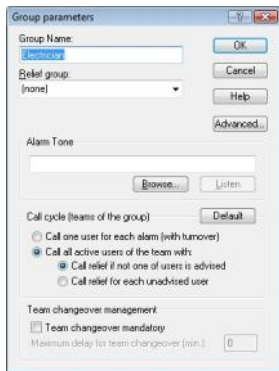 Group parameters
Group Name:
Electrician
OK
Relief group:
Cancel
(none)
Help
Advanced...
Alarm Tone
Browse...
Listen
Call cycle (teams of the group)
Default
Call one user for each alarm (with turnover)
Call all active users of the team with:
Call relief if not one of users is advised
Call relief for each unadvised user
Team changeover management
Team changeover mandatory
Maximum delay for team changeover (min.)
0